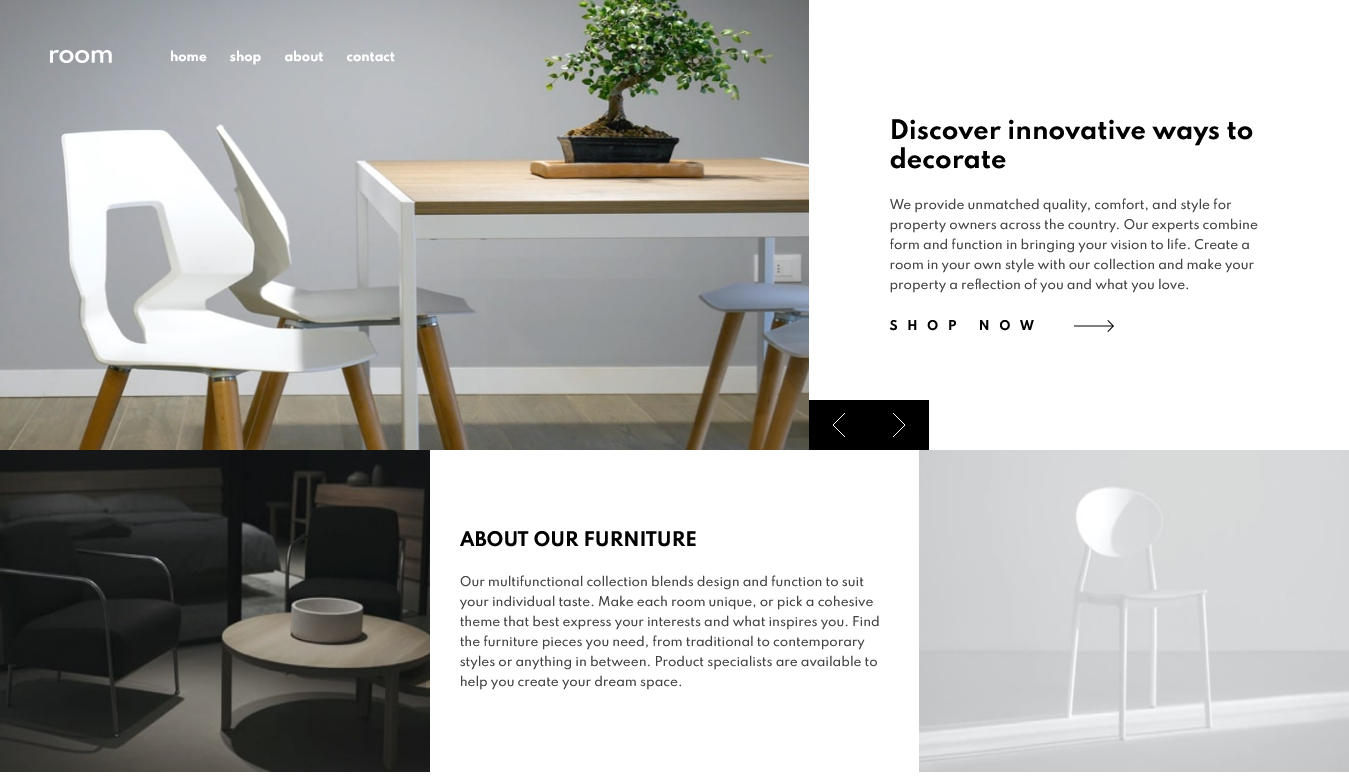 room
home shop about contact
Discover innovative ways to
decorate
We provide unmatched quality, comfort, and style for
property owners across the country. Our experts combine
form and function in bringing your vision to life. Create a
room in your own style with our collection and make your
property a reflection of you and what you love.
SHOP NOW
ABOUT OUR FURNITURE
Our multifunctional collection blends design and function to suit
your individual taste. Make each room unique, or pick a cohesive
theme that best express your interests and what inspires you. Find
the furniture pieces you need, from traditional to contemporary
styles or anything in between. Product specialists are available to
help you create your dream space.